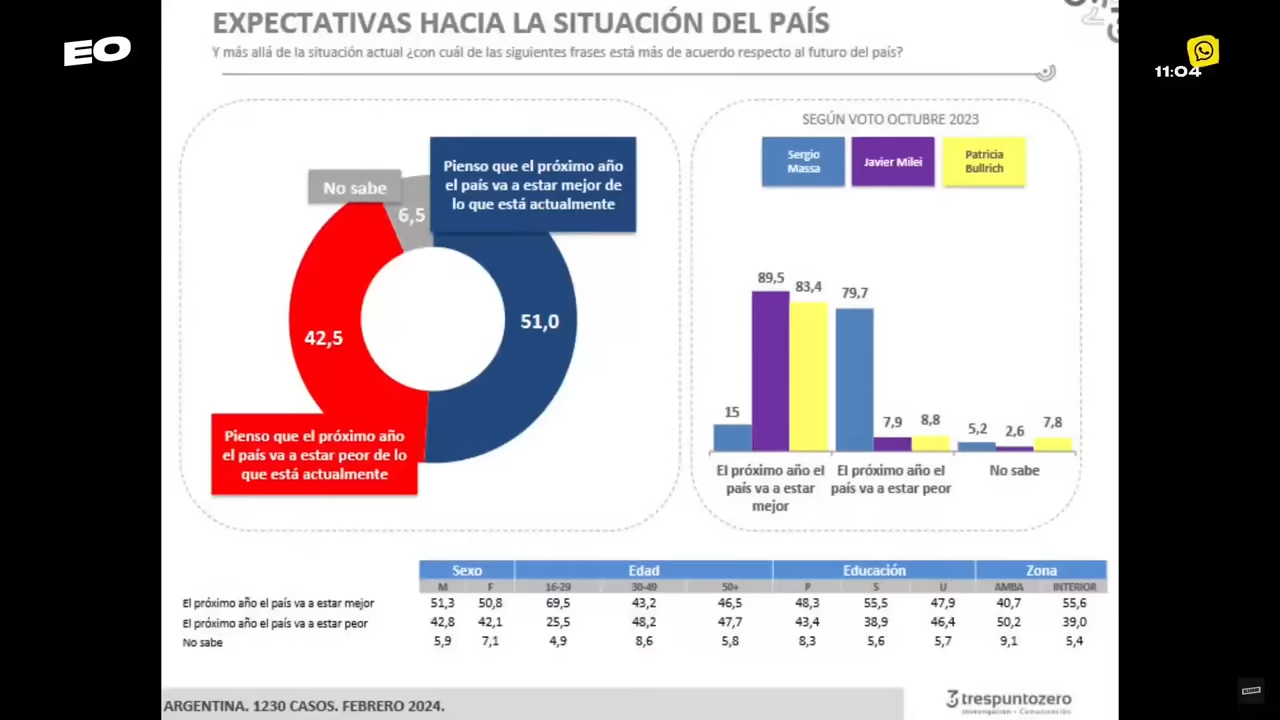 EXPECTATIVAS HACIA LA SITUACIÓN DEL PAÍS
Y más allá de la situación actual ¿con cuál de las siguientes frases está más de acuerdo respecto al futuro del país?
EO
11:04
No sabe
Pienso que el próximo año
el país va a estar mejor de
lo que está actualmente
6,5
42,5
51,0
Pienso que el próximo año
el país va a estar peor de lo
que está actualmente
SEGÚN VOTO OCTUBRE 2023
Sergio
Massa
Javier Milei
Patricia
Bullrich
89,5
83,4
79,7
15
7,9
8,8
5,2
2,6
7,8
El próximo año el
país va a estar
mejor
El próximo año el
país va a estar peor
No sabe
Sexo Edad Educación Zona
M F 16-29 30-49 50+ P S U AMBA INTERIOR
El próximo año el país va a estar mejor 51,3 50,8 69,5 43,2 46,5 48,3 55,5 47,9 40,7 55,6
El próximo año el país va a estar peor 42,8 42,1 25,5 48,2 47,7 43,4 38,9 46,4 50,2 39,0
No sabe 5,9 7,1 4,9 8,6 5,8 8,3 5,6 5,7 9,1 5,4
ARGENTINA. 1230 CASOS. FEBRERO 2024.
trespuntozero
Investigación - Comunicación